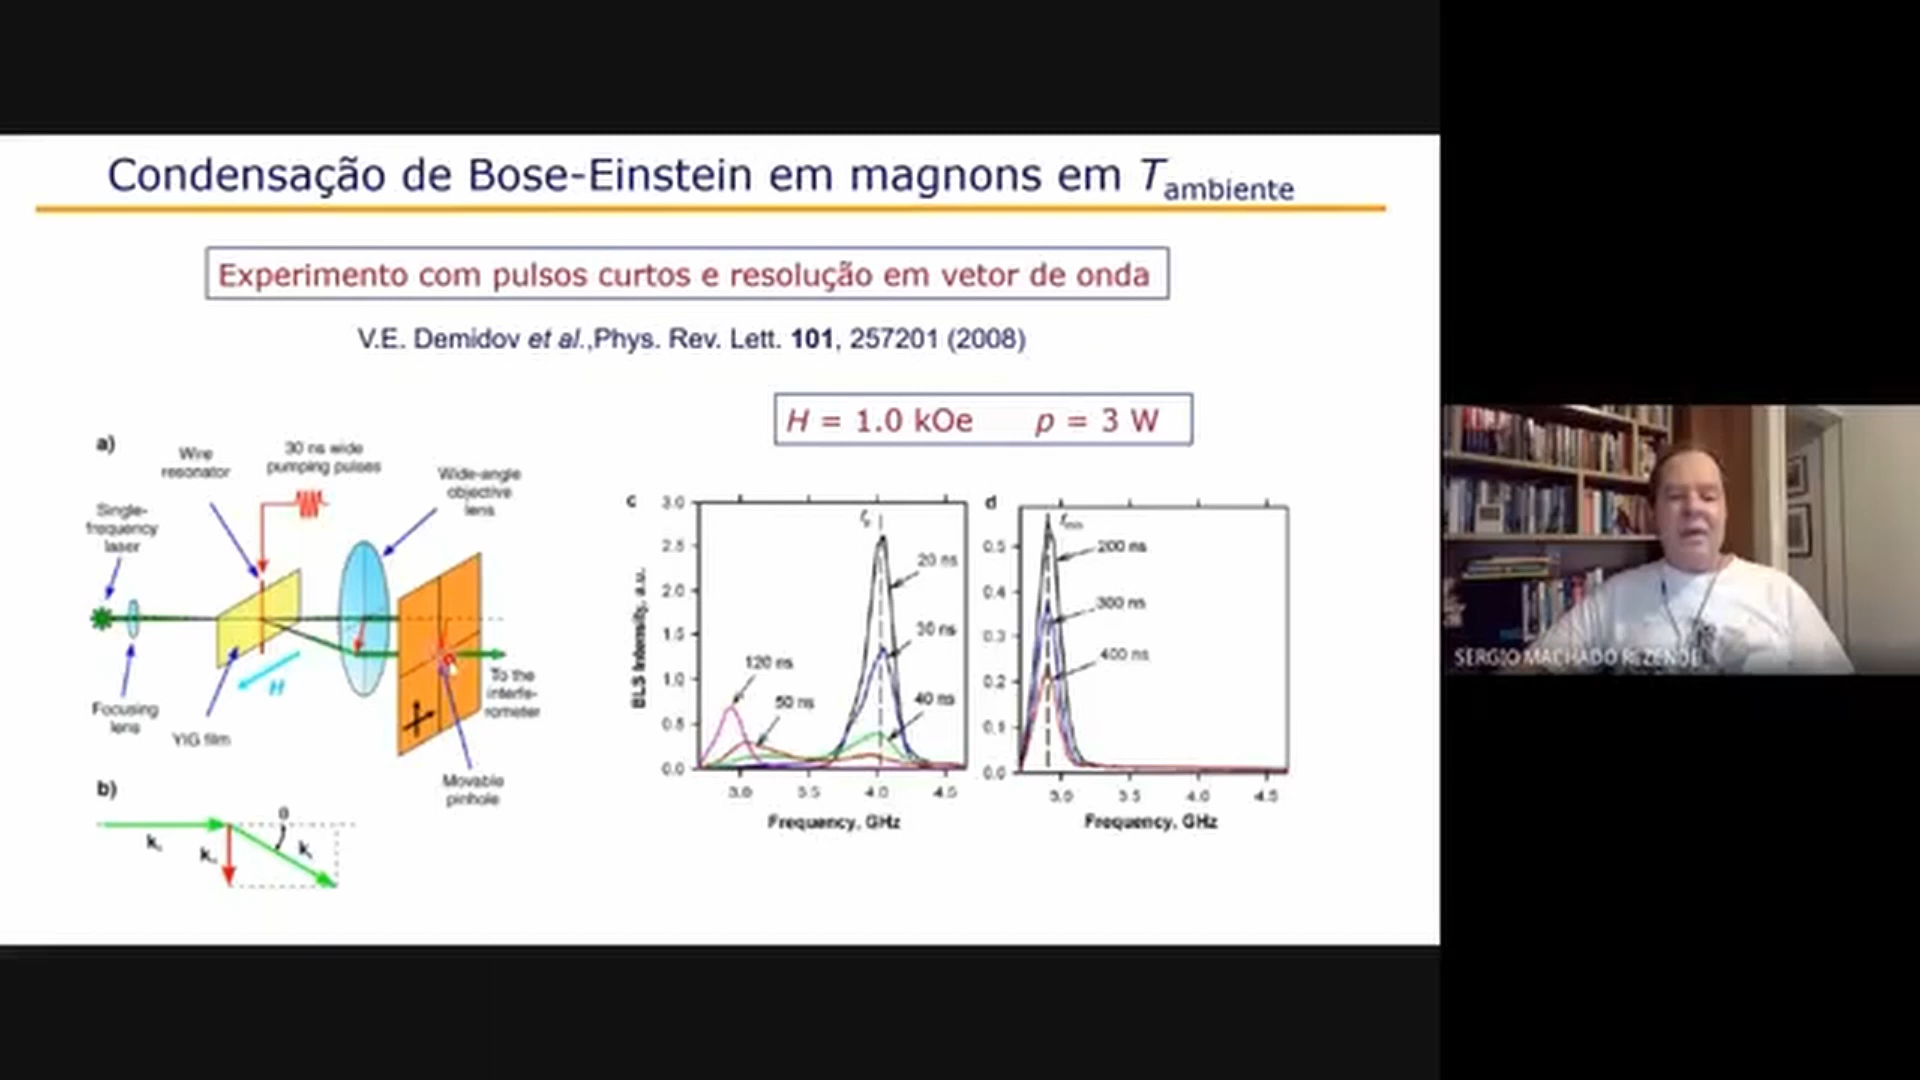 Condensação de Bose-Einstein em magnons em Tambiente
Experimento com pulsos curtos e resolução em vetor de onda
V.E. Demidov et al.,Phys. Rev. Lett. 101, 257201 (2008)
H = 1.0 kOe p = 3 W
a)
Wire
resonator
30 ns wide
pumping pulses
Wide-angle
objective
lens
Single-
frequency
laser
H
Focusing
lens
YIG film
To the
interfe-
rometer
Movable
pinhole
b)
θ
c
3.0
2.5
2.0
1.5
1.0
0.5
0.0
BLS Intensity, a.u.
20 ns
30 ns
120 ns
50 ns
40 ns
3.0 3.5 4.0 4.5
Frequency, GHz
d
0.5
0.4
0.3
0.2
0.1
0.0
fmin
200 ns
300 ns
400 ns
3.0 3.5 4.0 4.5
Frequency, GHz
SERGIO MACHADO REZENDE